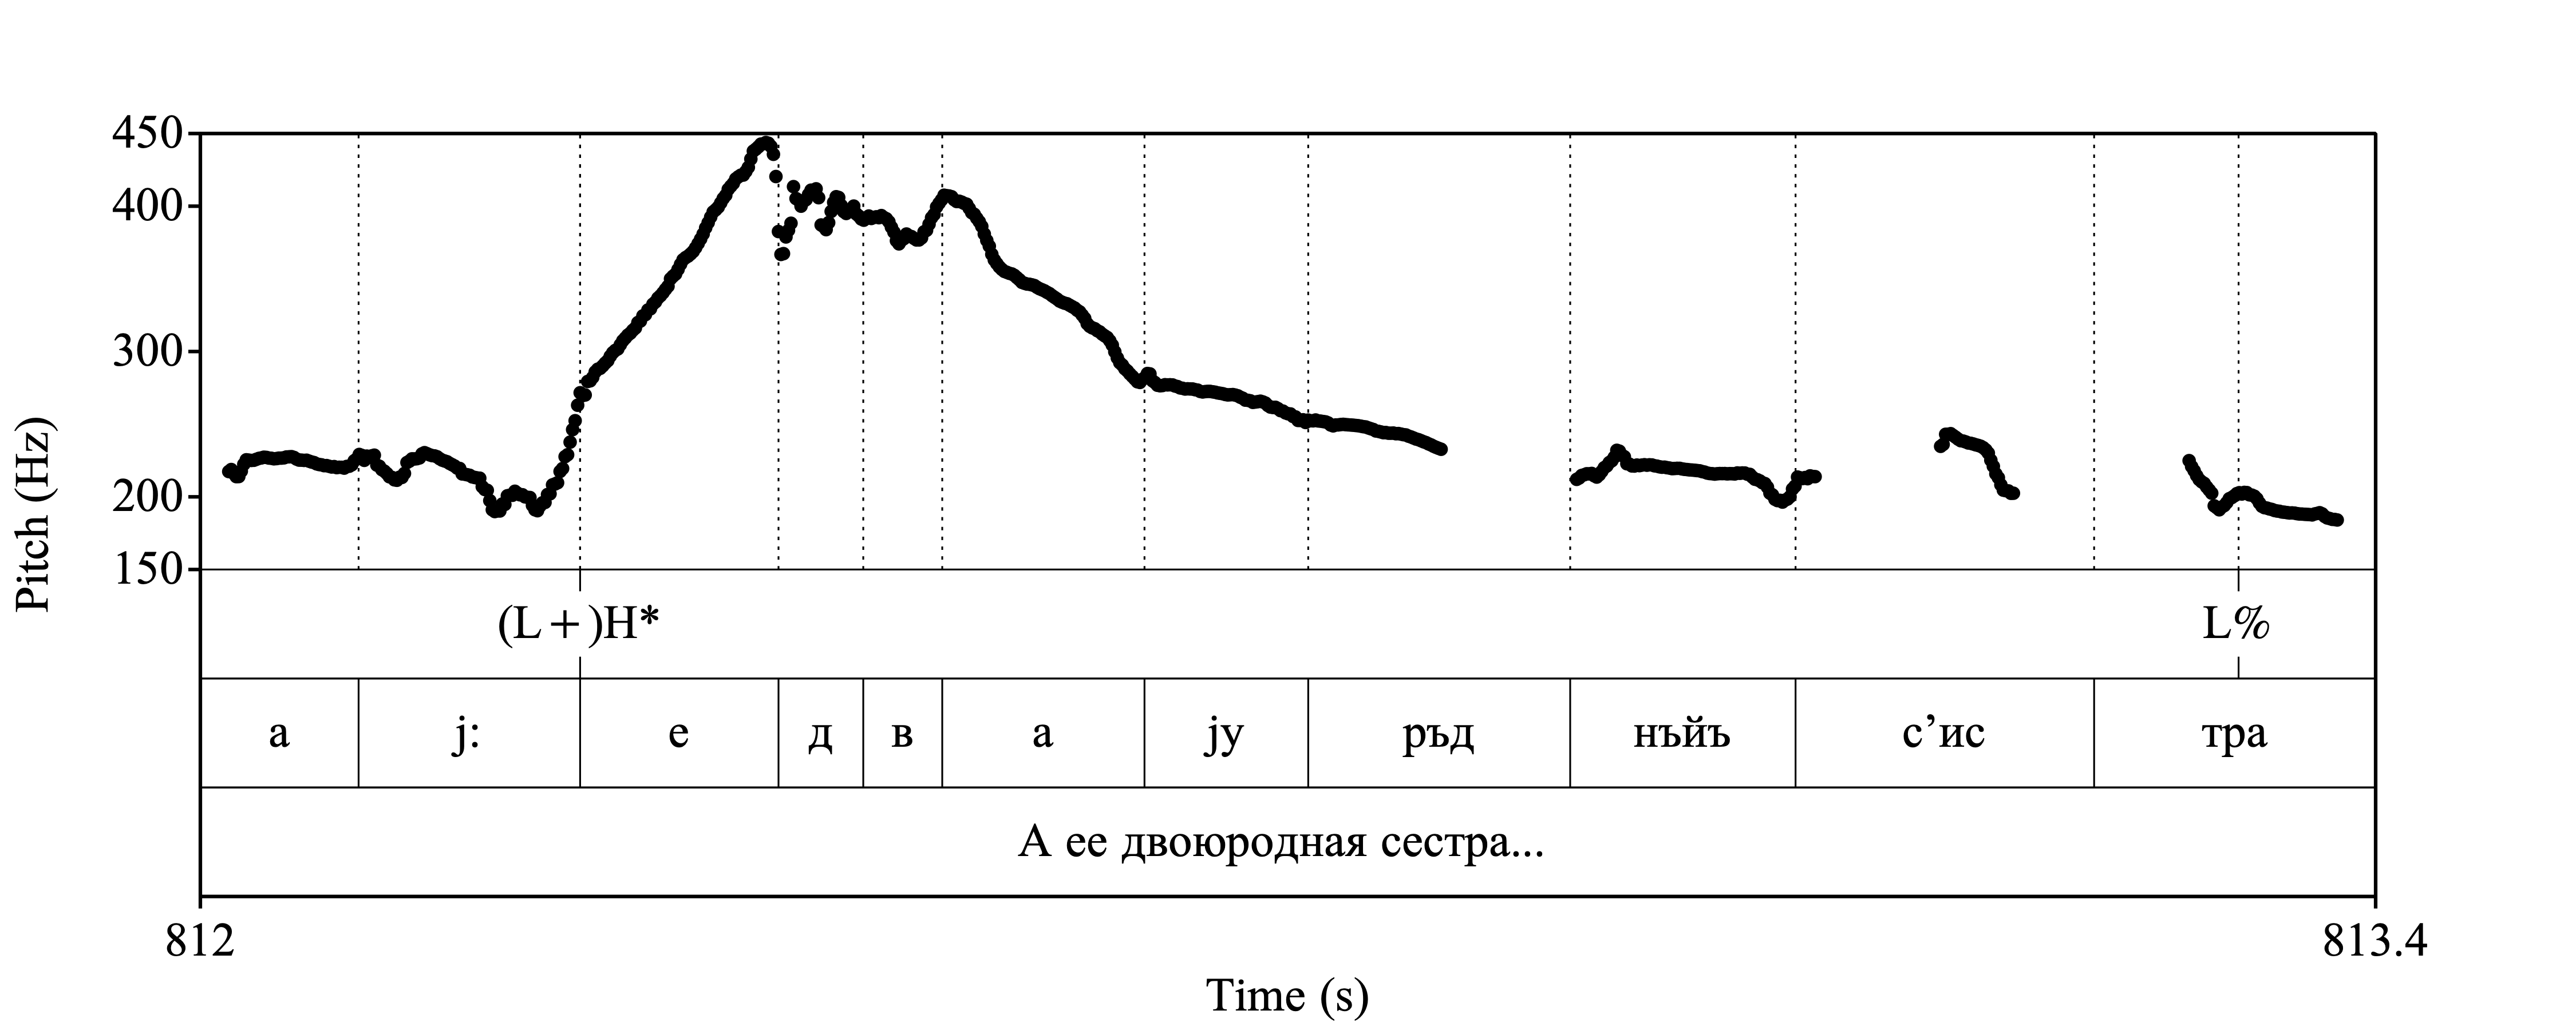 450
400
300
200
150
Pitch (Hz)
(L+)H* L%
а j: е д в а jу ръд нъйъ с’ис тра
А ее двоюродная сестра...
812 813.4
Time (s)